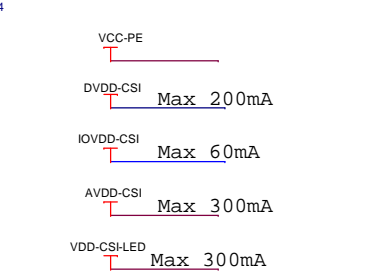 4
VCC-PE
DVDD-CSI Max 200mA
IOVDD-CSI Max 60mA
AVDD-CSI Max 300mA
VDD-CSI-LED Max 300mA